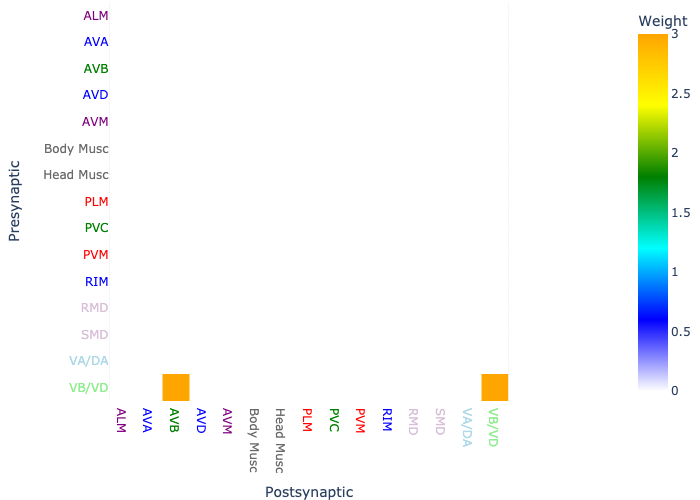 Weight
ALM
AVA
AVB
AVD
AVM
Body Musc
Head Musc
PLM
PVC
PVM
RIM
RMD
SMD
VA/DA
VB/VD
Presynaptic
ALM
AVA
AVB
AVD
AVM
Body Musc
Head Musc
PLM
PVC
PVM
RIM
RMD
SMD
VA/DA
VB/VD
Postsynaptic
3
2.5
2
1.5
1
0.5
0